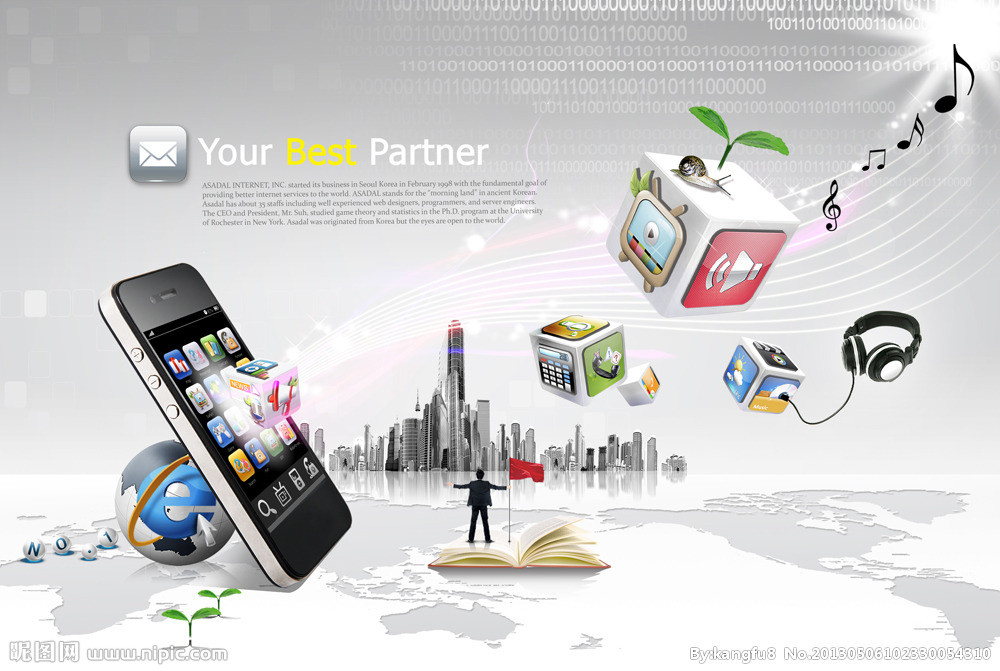 Your Best Partner
ASADAL INTERNET, INC. started its business in Seoul Korea in February 1998 with the fundamental goal of
providing better internet services to the world. ASADAL stands for the "morning land" in ancient Korean.
Asadal has about 35 staffs including well experienced web designers, programmers, and server engineers.
The CEO and President, Mr. Suh, studied game theory and statistics in the Ph.D. program at the University
of Rochester in New York. Asadal was originated from Korea but the eyes are open to the world.
Music
NO.1
昵图网 www.nipic.com
By:kangfu8 No.20130506102330054310